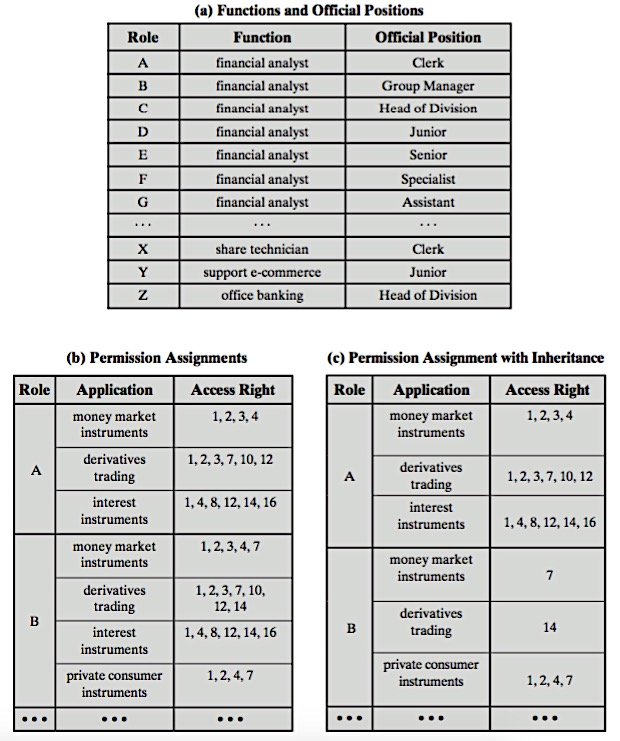 (a) Functions and Official Positions
Role Function Official Position
A financial analyst Clerk
B financial analyst Group Manager
C financial analyst Head of Division
D financial analyst Junior
E financial analyst Senior
F financial analyst Specialist
G financial analyst Assistant
... ... ...
X share technician Clerk
Y support e-commerce Junior
Z office banking Head of Division
(b) Permission Assignments
Role Application Access Right
A
money market
instruments
1, 2, 3, 4
derivatives
trading
1, 2, 3, 7, 10, 12
interest
instruments
1, 4, 8, 12, 14, 16
B
money market
instruments
1, 2, 3, 4, 7
derivatives
trading
1, 2, 3, 7, 10,
12, 14
interest
instruments
1, 4, 8, 12, 14, 16
private consumer
instruments
1, 2, 4, 7
••• ••• •••
(c) Permission Assignment with Inheritance
Role Application Access Right
A
money market
instruments
1, 2, 3, 4
derivatives
trading
1, 2, 3, 7, 10, 12
interest
instruments
1, 4, 8, 12, 14, 16
B
money market
instruments
7
derivatives
trading
14
private consumer
instruments
1, 2, 4, 7
••• ••• •••